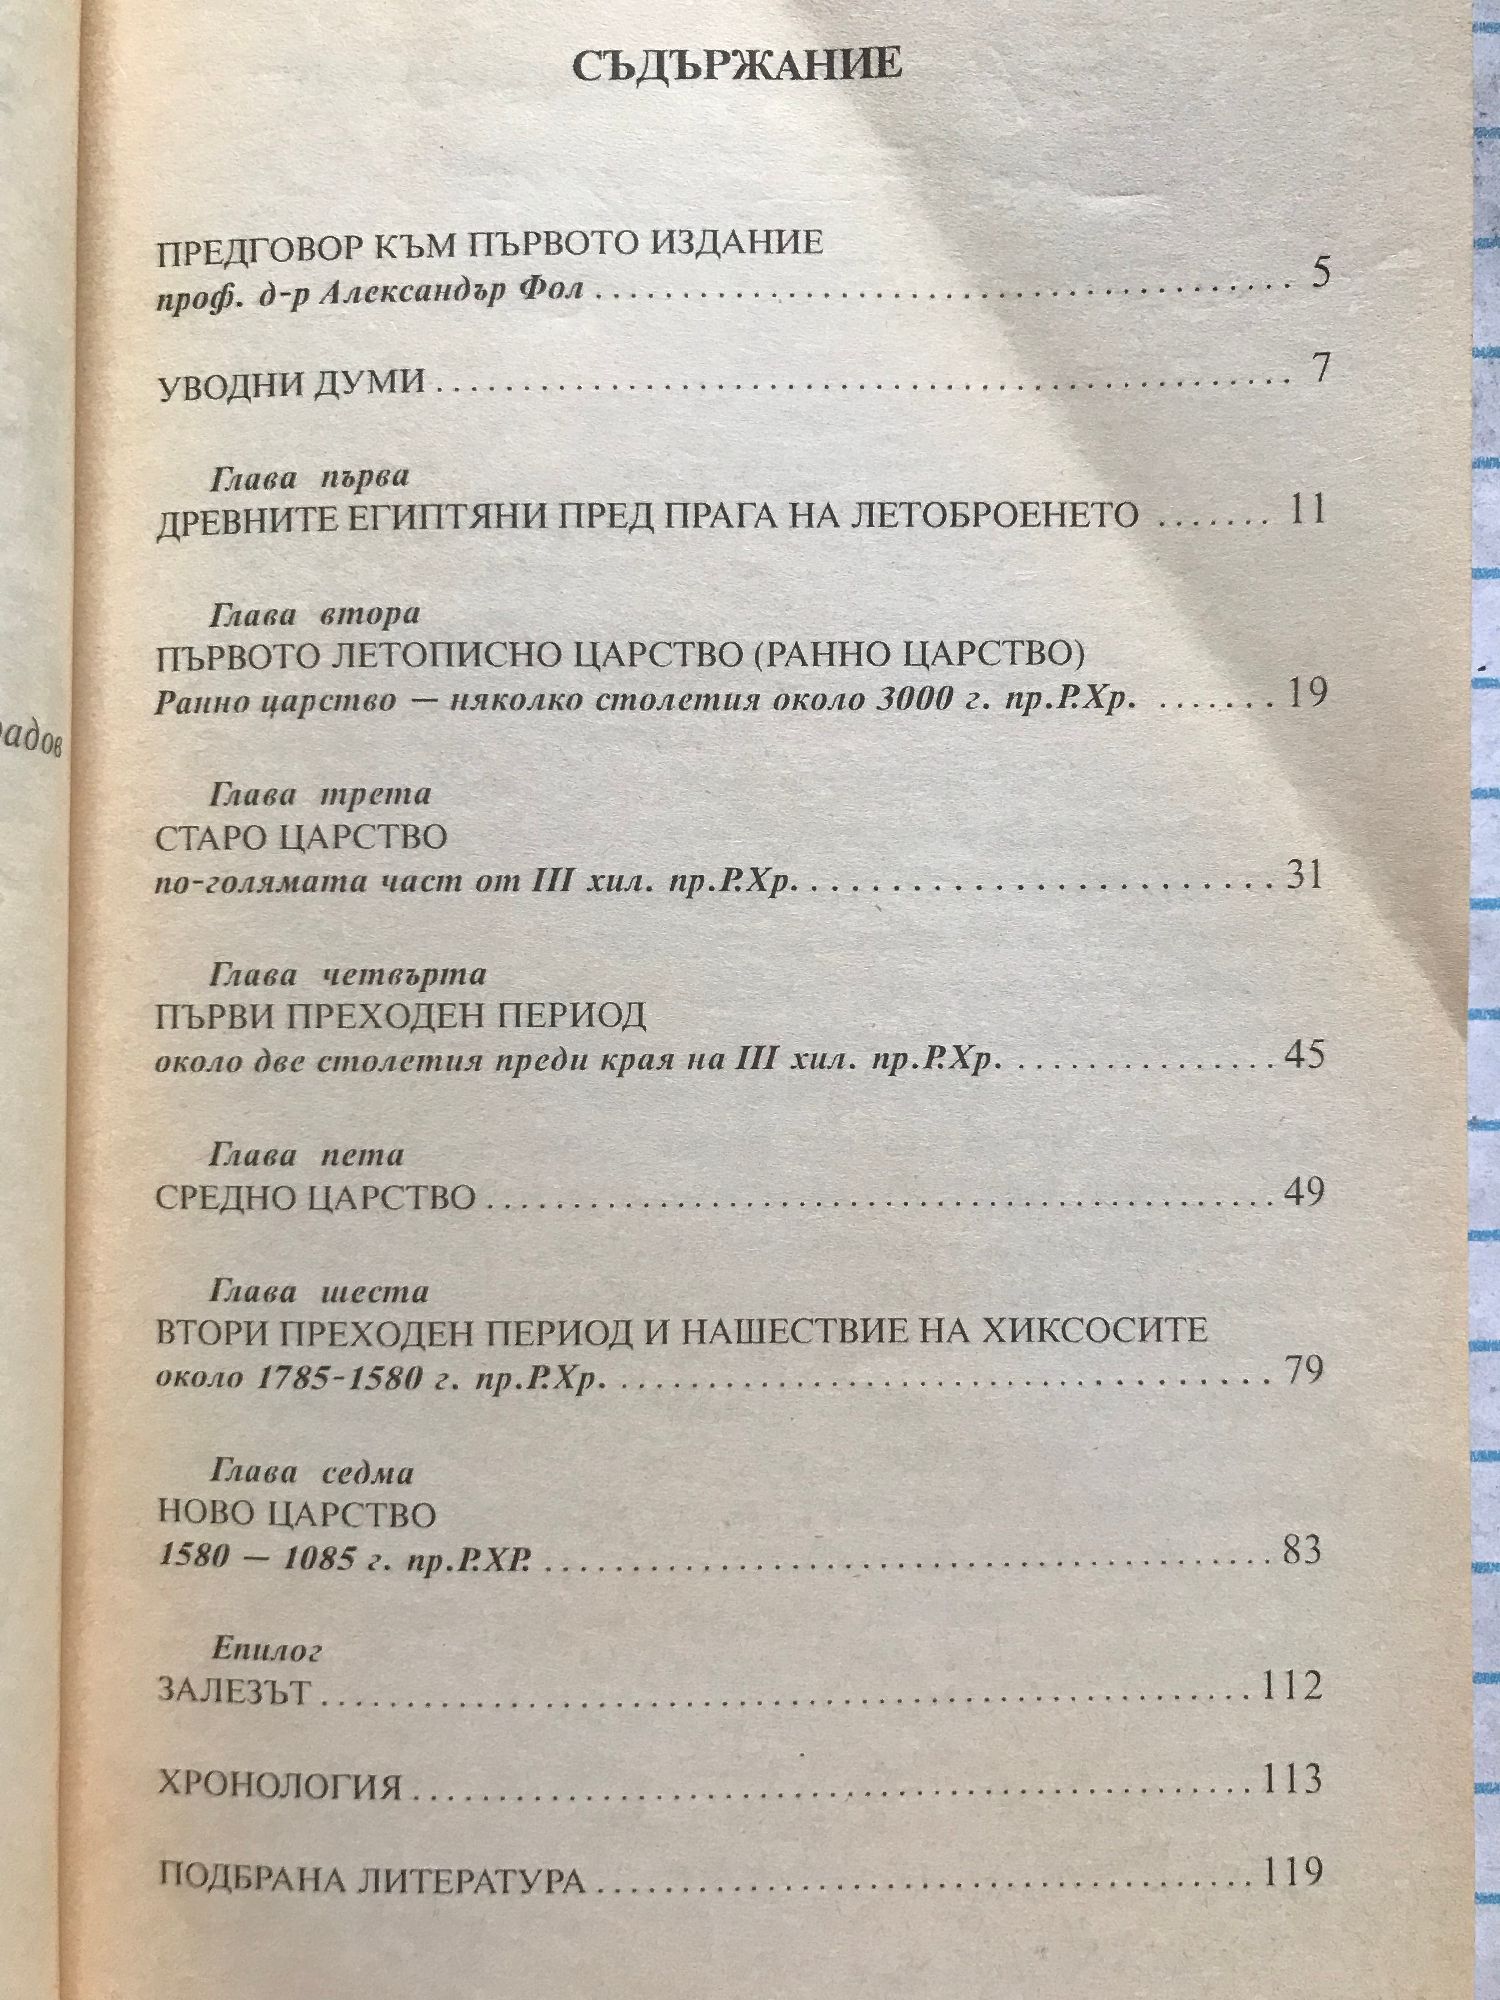 СЪДЪРЖАНИЕ
ПРЕДГОВОР КЪМ ПЪРВОТО ИЗДАНИЕ
проф. д-р Александър Фол 5
УВОДНИ ДУМИ 7
Глава първа
ДРЕВНИТЕ ЕГИПТЯНИ ПРЕД ПРАГА НА ЛЕТОБРОЕНЕТО 11
Глава втора
ПЪРВОТО ЛЕТОПИСНО ЦАРСТВО (РАННО ЦАРСТВО)
Ранно царство – няколко столетия около 3000 г. пр.Р.Хр. 19
Глава трета
СТАРО ЦАРСТВО
по-голямата част от III хил. пр.Р.Хр. 31
Глава четвърта
ПЪРВИ ПРЕХОДЕН ПЕРИОД
около две столетия преди края на III хил. пр.Р.Хр. 45
Глава пета
СРЕДНО ЦАРСТВО 49
Глава шеста
ВТОРИ ПРЕХОДЕН ПЕРИОД И НАШЕСТВИЕ НА ХИКСОСИТЕ
около 1785-1580 г. пр.Р.Хр. 79
Глава седма
НОВО ЦАРСТВО
1580 – 1085 г. пр.Р.ХР. 83
Епилог
ЗАЛЕЗЪТ 112
ХРОНОЛОГИЯ 113
ПОДБРАНА ЛИТЕРАТУРА 119